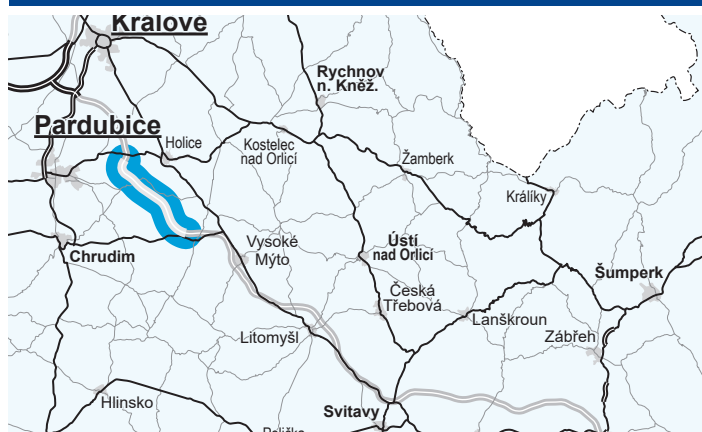 Králové
Rychnov
n. Kněž.
Pardubice
Holice
Kostelec
nad Orlicí
Žamberk
Králíky
Chrudim
Vysoké
Mýto
Ústí
nad Orlicí
Šumperk
Česká
Třebová
Lanškroun
Litomyšl
Zábřeh
Hlinsko
Svitavy